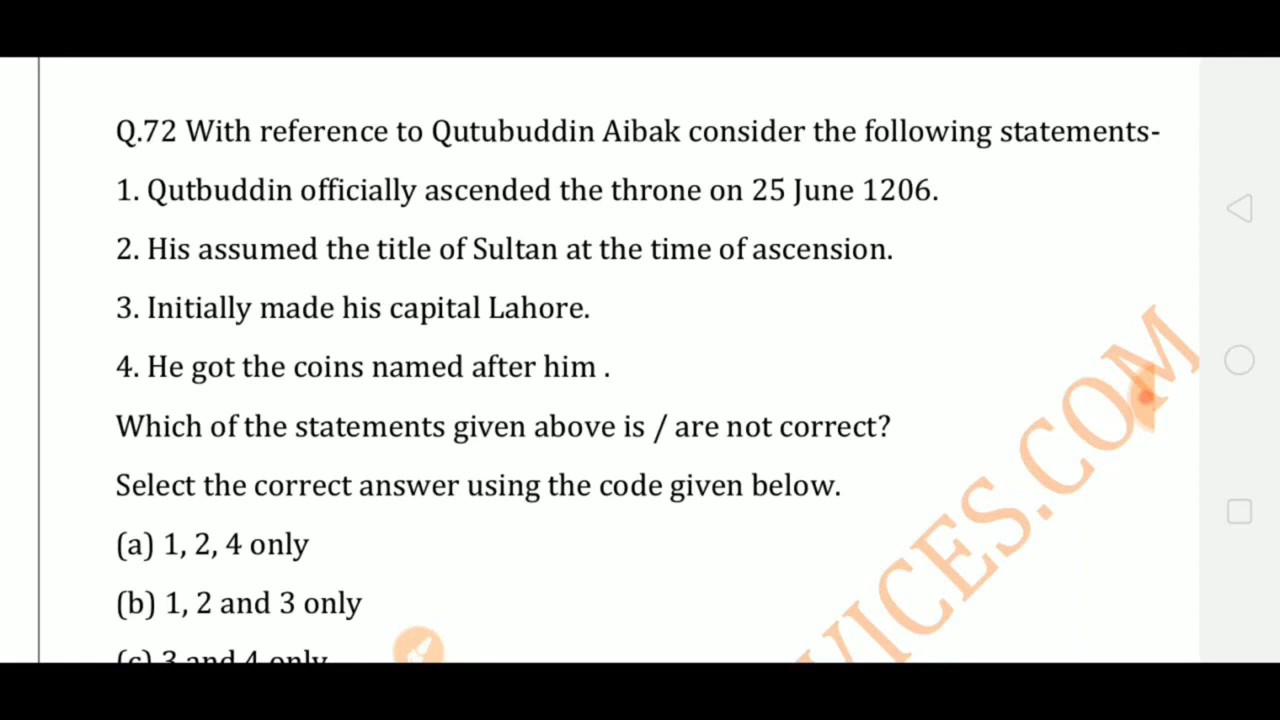 Q.72 With reference to Qutubuddin Aibak consider the following statements-
1. Qutbuddin officially ascended the throne on 25 June 1206.
2. His assumed the title of Sultan at the time of ascension.
3. Initially made his capital Lahore.
4. He got the coins named after him .
Which of the statements given above is / are not correct?
Select the correct answer using the code given below.
(a) 1, 2, 4 only
(b) 1, 2 and 3 only
(c) 3 and 4 only
VICES.COM